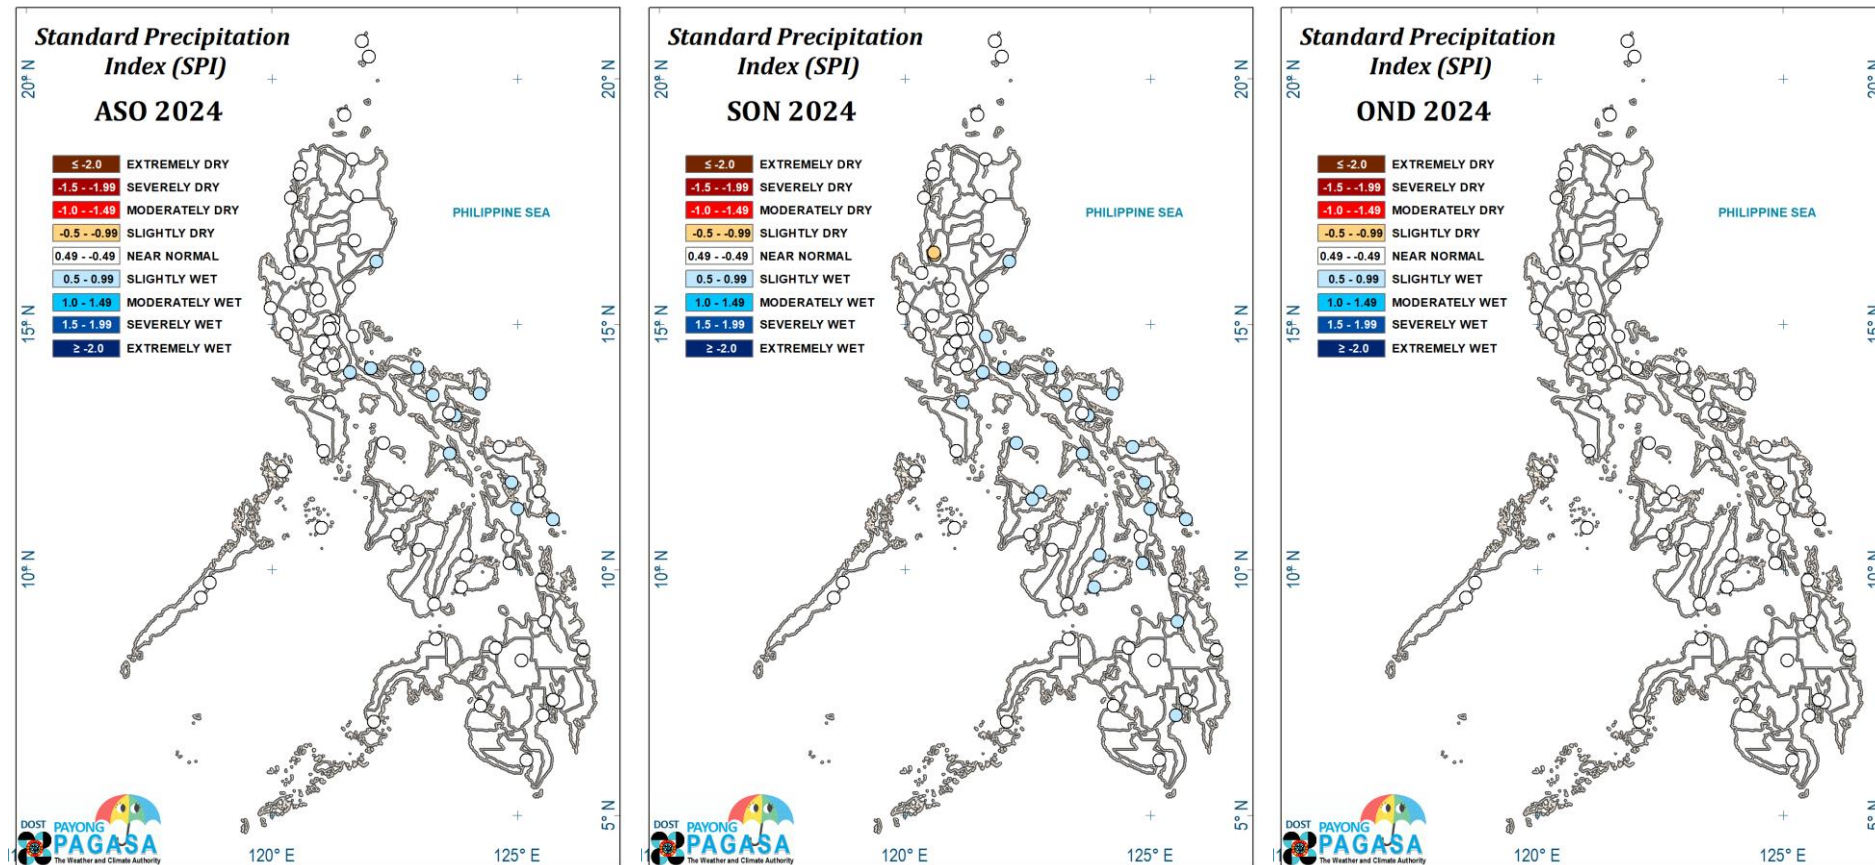 Standard Precipitation
Index (SPI)
ASO 2024
≤ -2.0 EXTREMELY DRY
-1.5 - -1.99 SEVERELY DRY
-1.0 - -1.49 MODERATELY DRY
-0.5 - -0.99 SLIGHTLY DRY
0.49 - -0.49 NEAR NORMAL
0.5 - 0.99 SLIGHTLY WET
1.0 - 1.49 MODERATELY WET
1.5 - 1.99 SEVERELY WET
≥ -2.0 EXTREMELY WET
PHILIPPINE SEA
20° N
20° N
15° N
15° N
10° N
10° N
5° N
120° E
125° E
DOST
PAYONG
PAGASA
The Weather and Climate Authority
Standard Precipitation
Index (SPI)
SON 2024
≤ -2.0 EXTREMELY DRY
-1.5 - -1.99 SEVERELY DRY
-1.0 - -1.49 MODERATELY DRY
-0.5 - -0.99 SLIGHTLY DRY
0.49 - -0.49 NEAR NORMAL
0.5 - 0.99 SLIGHTLY WET
1.0 - 1.49 MODERATELY WET
1.5 - 1.99 SEVERELY WET
≥ -2.0 EXTREMELY WET
PHILIPPINE SEA
20° N
20° N
15° N
15° N
10° N
10° N
5° N
120° E
125° E
DOST
PAYONG
PAGASA
The Weather and Climate Authority
Standard Precipitation
Index (SPI)
OND 2024
≤ -2.0 EXTREMELY DRY
-1.5 - -1.99 SEVERELY DRY
-1.0 - -1.49 MODERATELY DRY
-0.5 - -0.99 SLIGHTLY DRY
0.49 - -0.49 NEAR NORMAL
0.5 - 0.99 SLIGHTLY WET
1.0 - 1.49 MODERATELY WET
1.5 - 1.99 SEVERELY WET
≥ -2.0 EXTREMELY WET
PHILIPPINE SEA
20° N
15° N
10° N
120° E
125° E
DOST
PAYONG
PAGASA
The Weather and Climate Authority